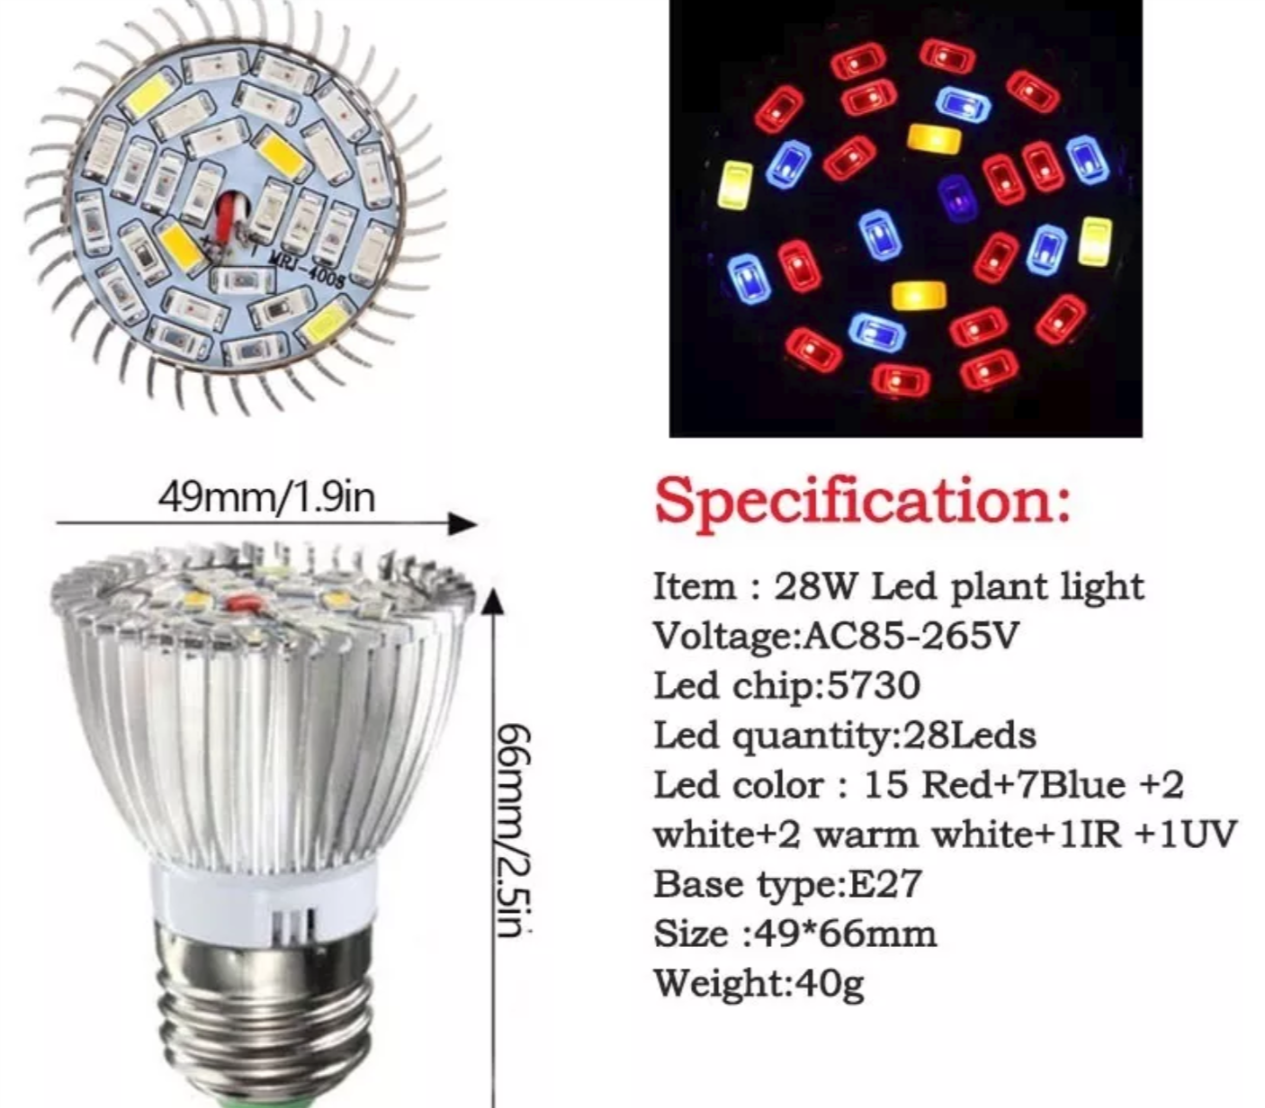 MRJ-400S
49mm/1.9in
66mm/2.5in
Specification:
Item : 28W Led plant light
Voltage:AC85-265V
Led chip:5730
Led quantity:28Leds
Led color : 15 Red+7Blue +2
white+2 warm white+1IR +1UV
Base type:E27
Size :49*66mm
Weight:40g